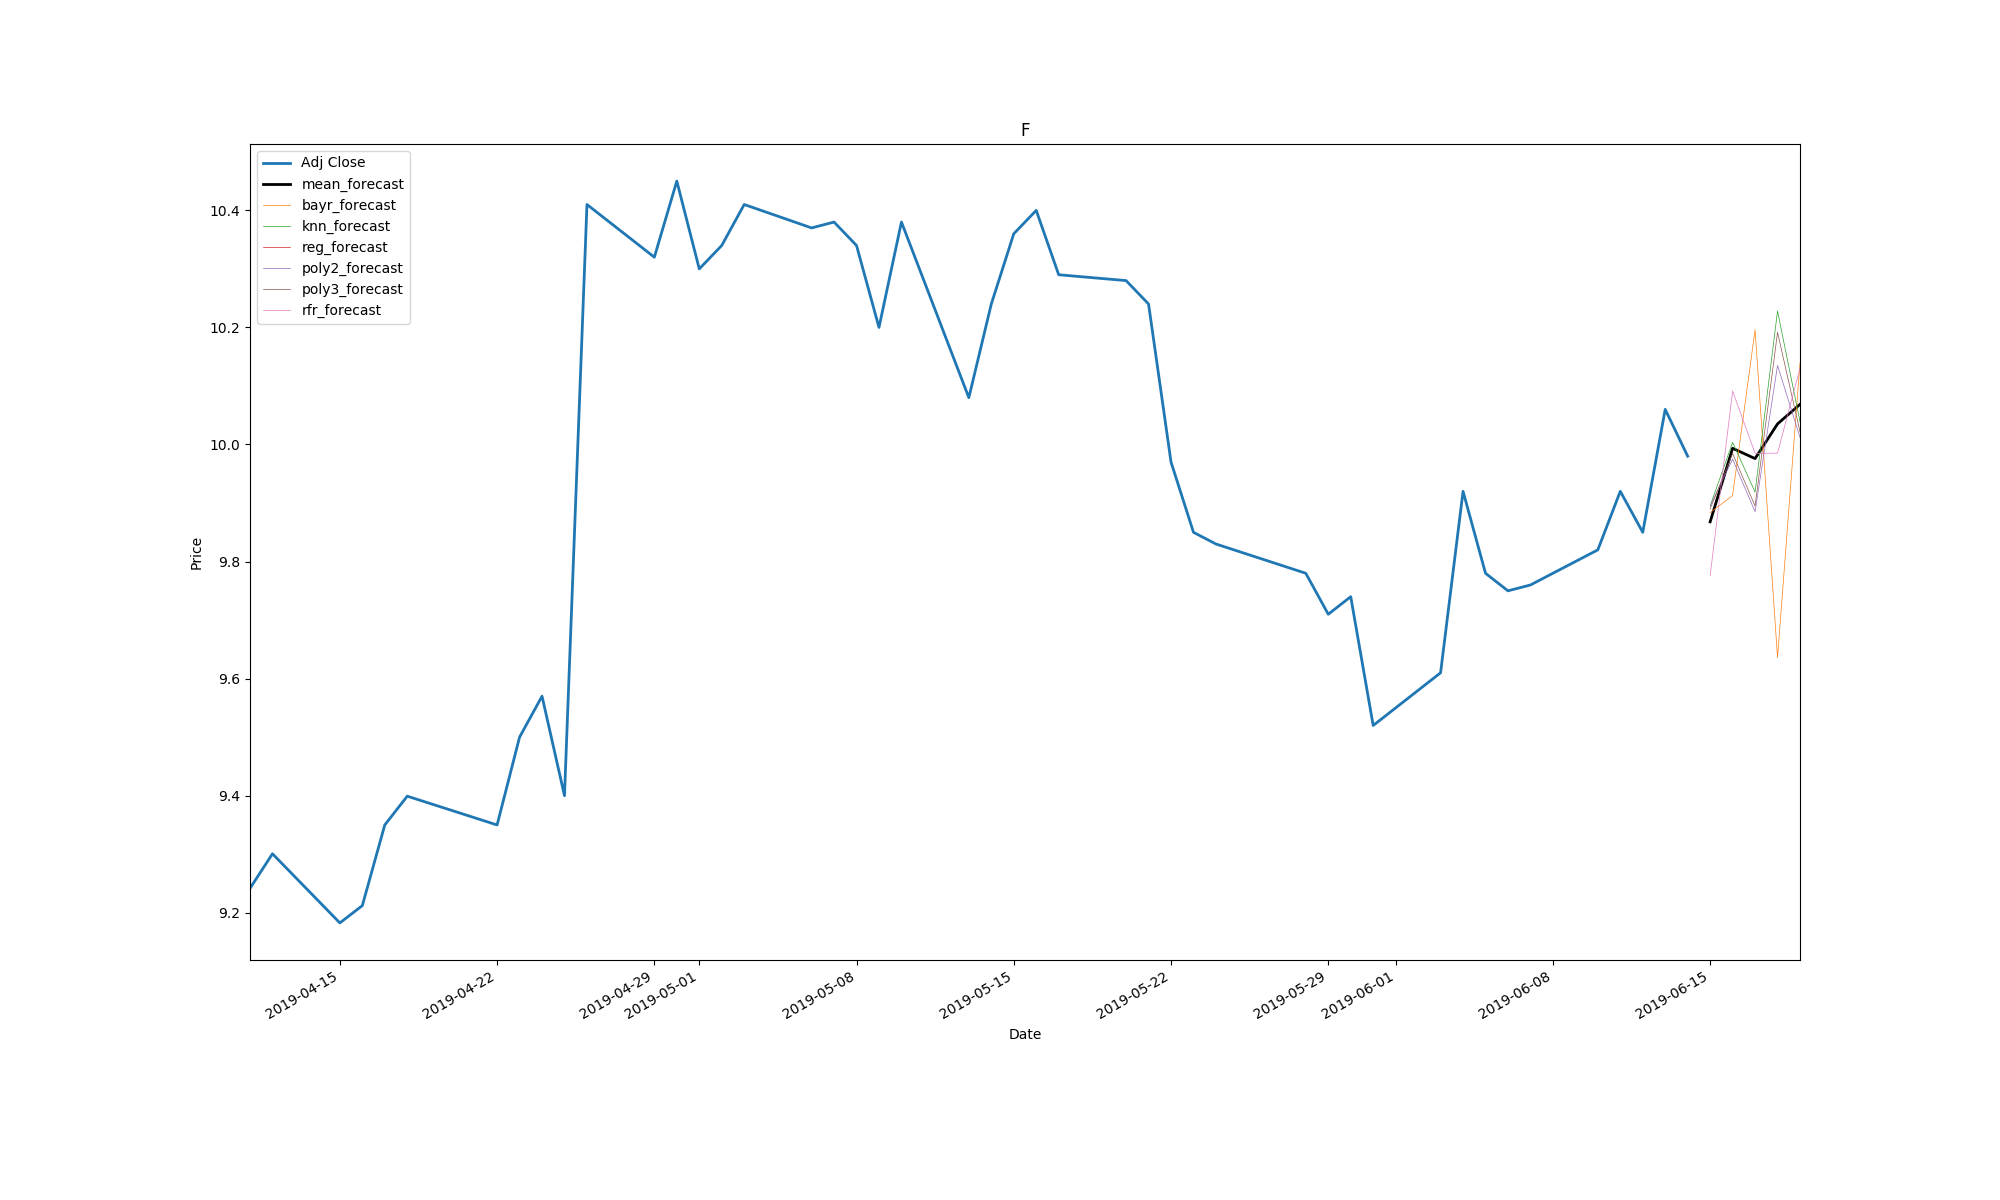 F
Adj Close
mean_forecast
bayr_forecast
knn_forecast
reg_forecast
poly2_forecast
poly3_forecast
rfr_forecast
10.4
10.2
10.0
9.8
9.6
9.4
9.2
Price
2019-04-15
2019-04-22
2019-04-29
2019-05-01
2019-05-08
2019-05-15
2019-05-22
2019-05-29
2019-06-01
2019-06-08
2019-06-15
Date